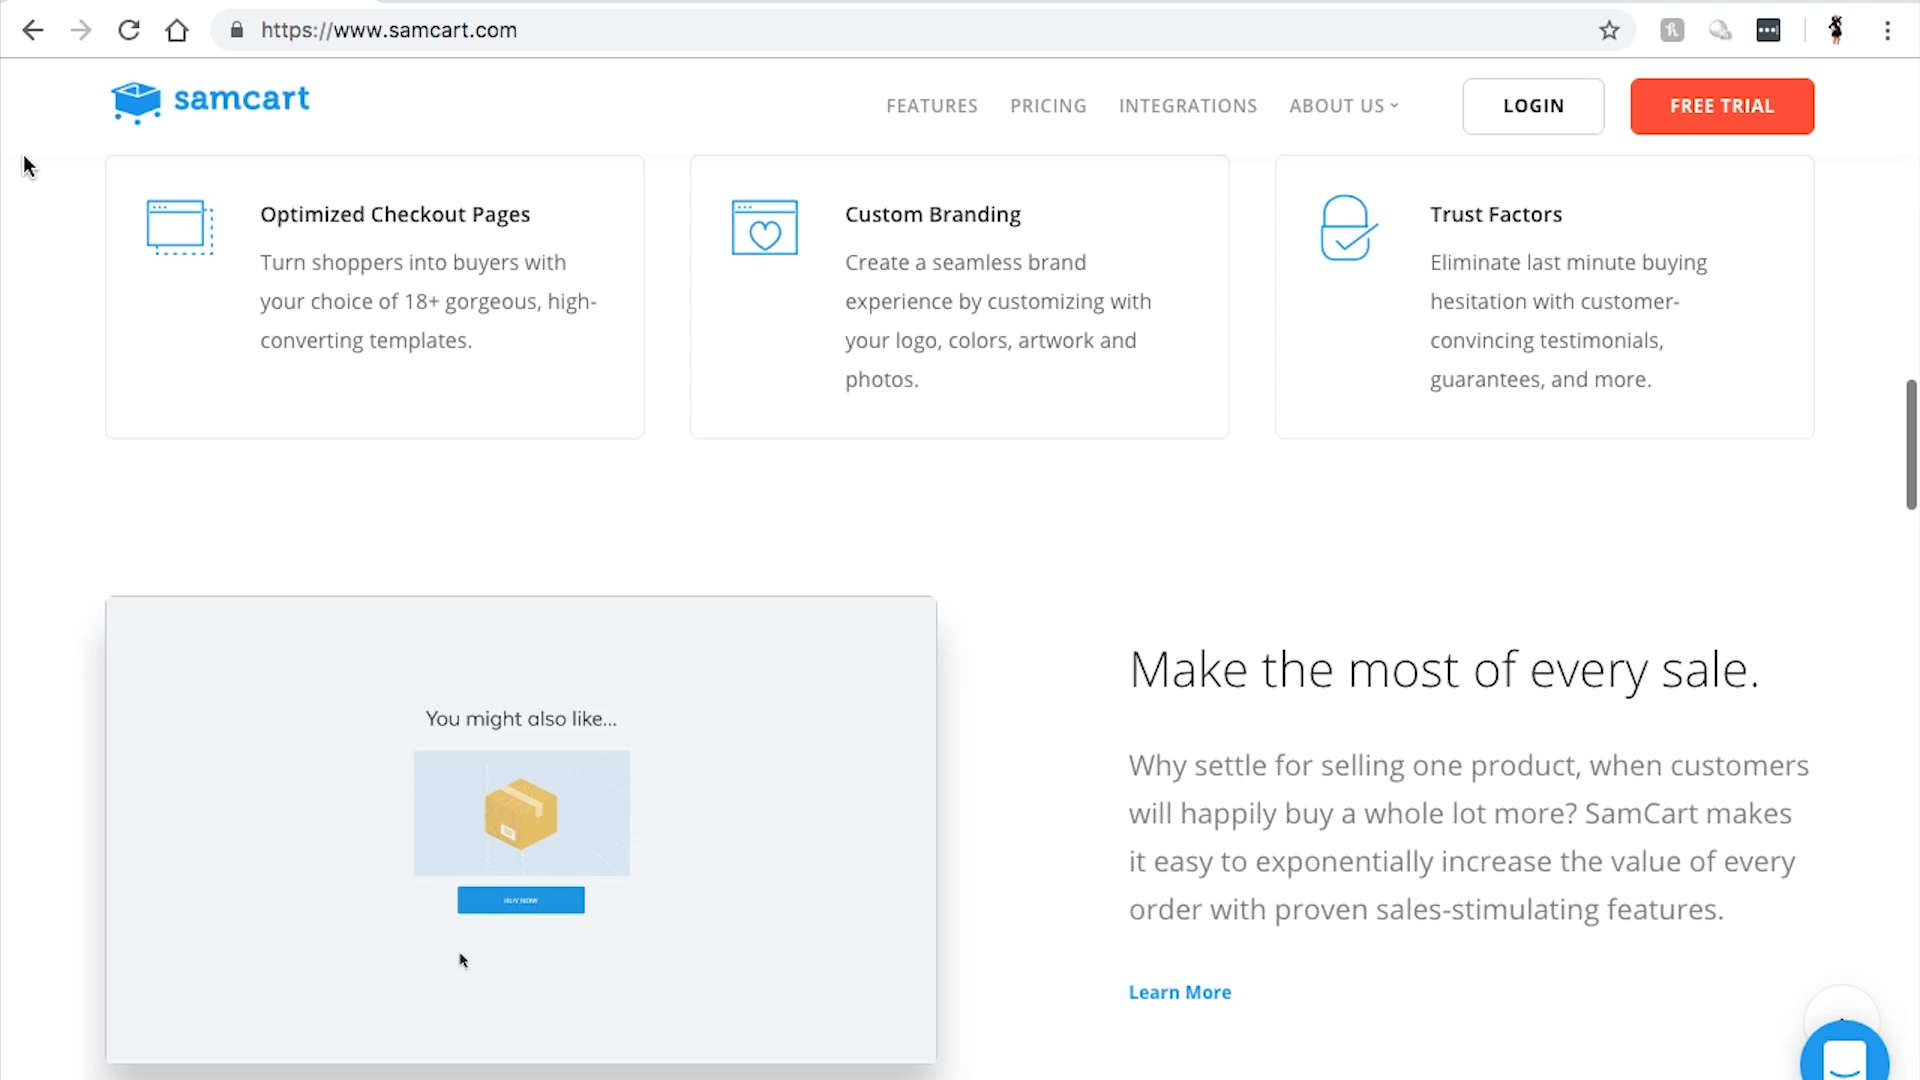 https://www.samcart.com
samcart
FEATURES
PRICING
INTEGRATIONS
ABOUT US
LOGIN
FREE TRIAL
Optimized Checkout Pages
Turn shoppers into buyers with
your choice of 18+ gorgeous, high-
converting templates.
Custom Branding
Create a seamless brand
experience by customizing with
your logo, colors, artwork and
photos.
Trust Factors
Eliminate last minute buying
hesitation with customer-
convincing testimonials,
guarantees, and more.
You might also like...
BUY NOW
Make the most of every sale.
Why settle for selling one product, when customers
will happily buy a whole lot more? SamCart makes
it easy to exponentially increase the value of every
order with proven sales-stimulating features.
Learn More